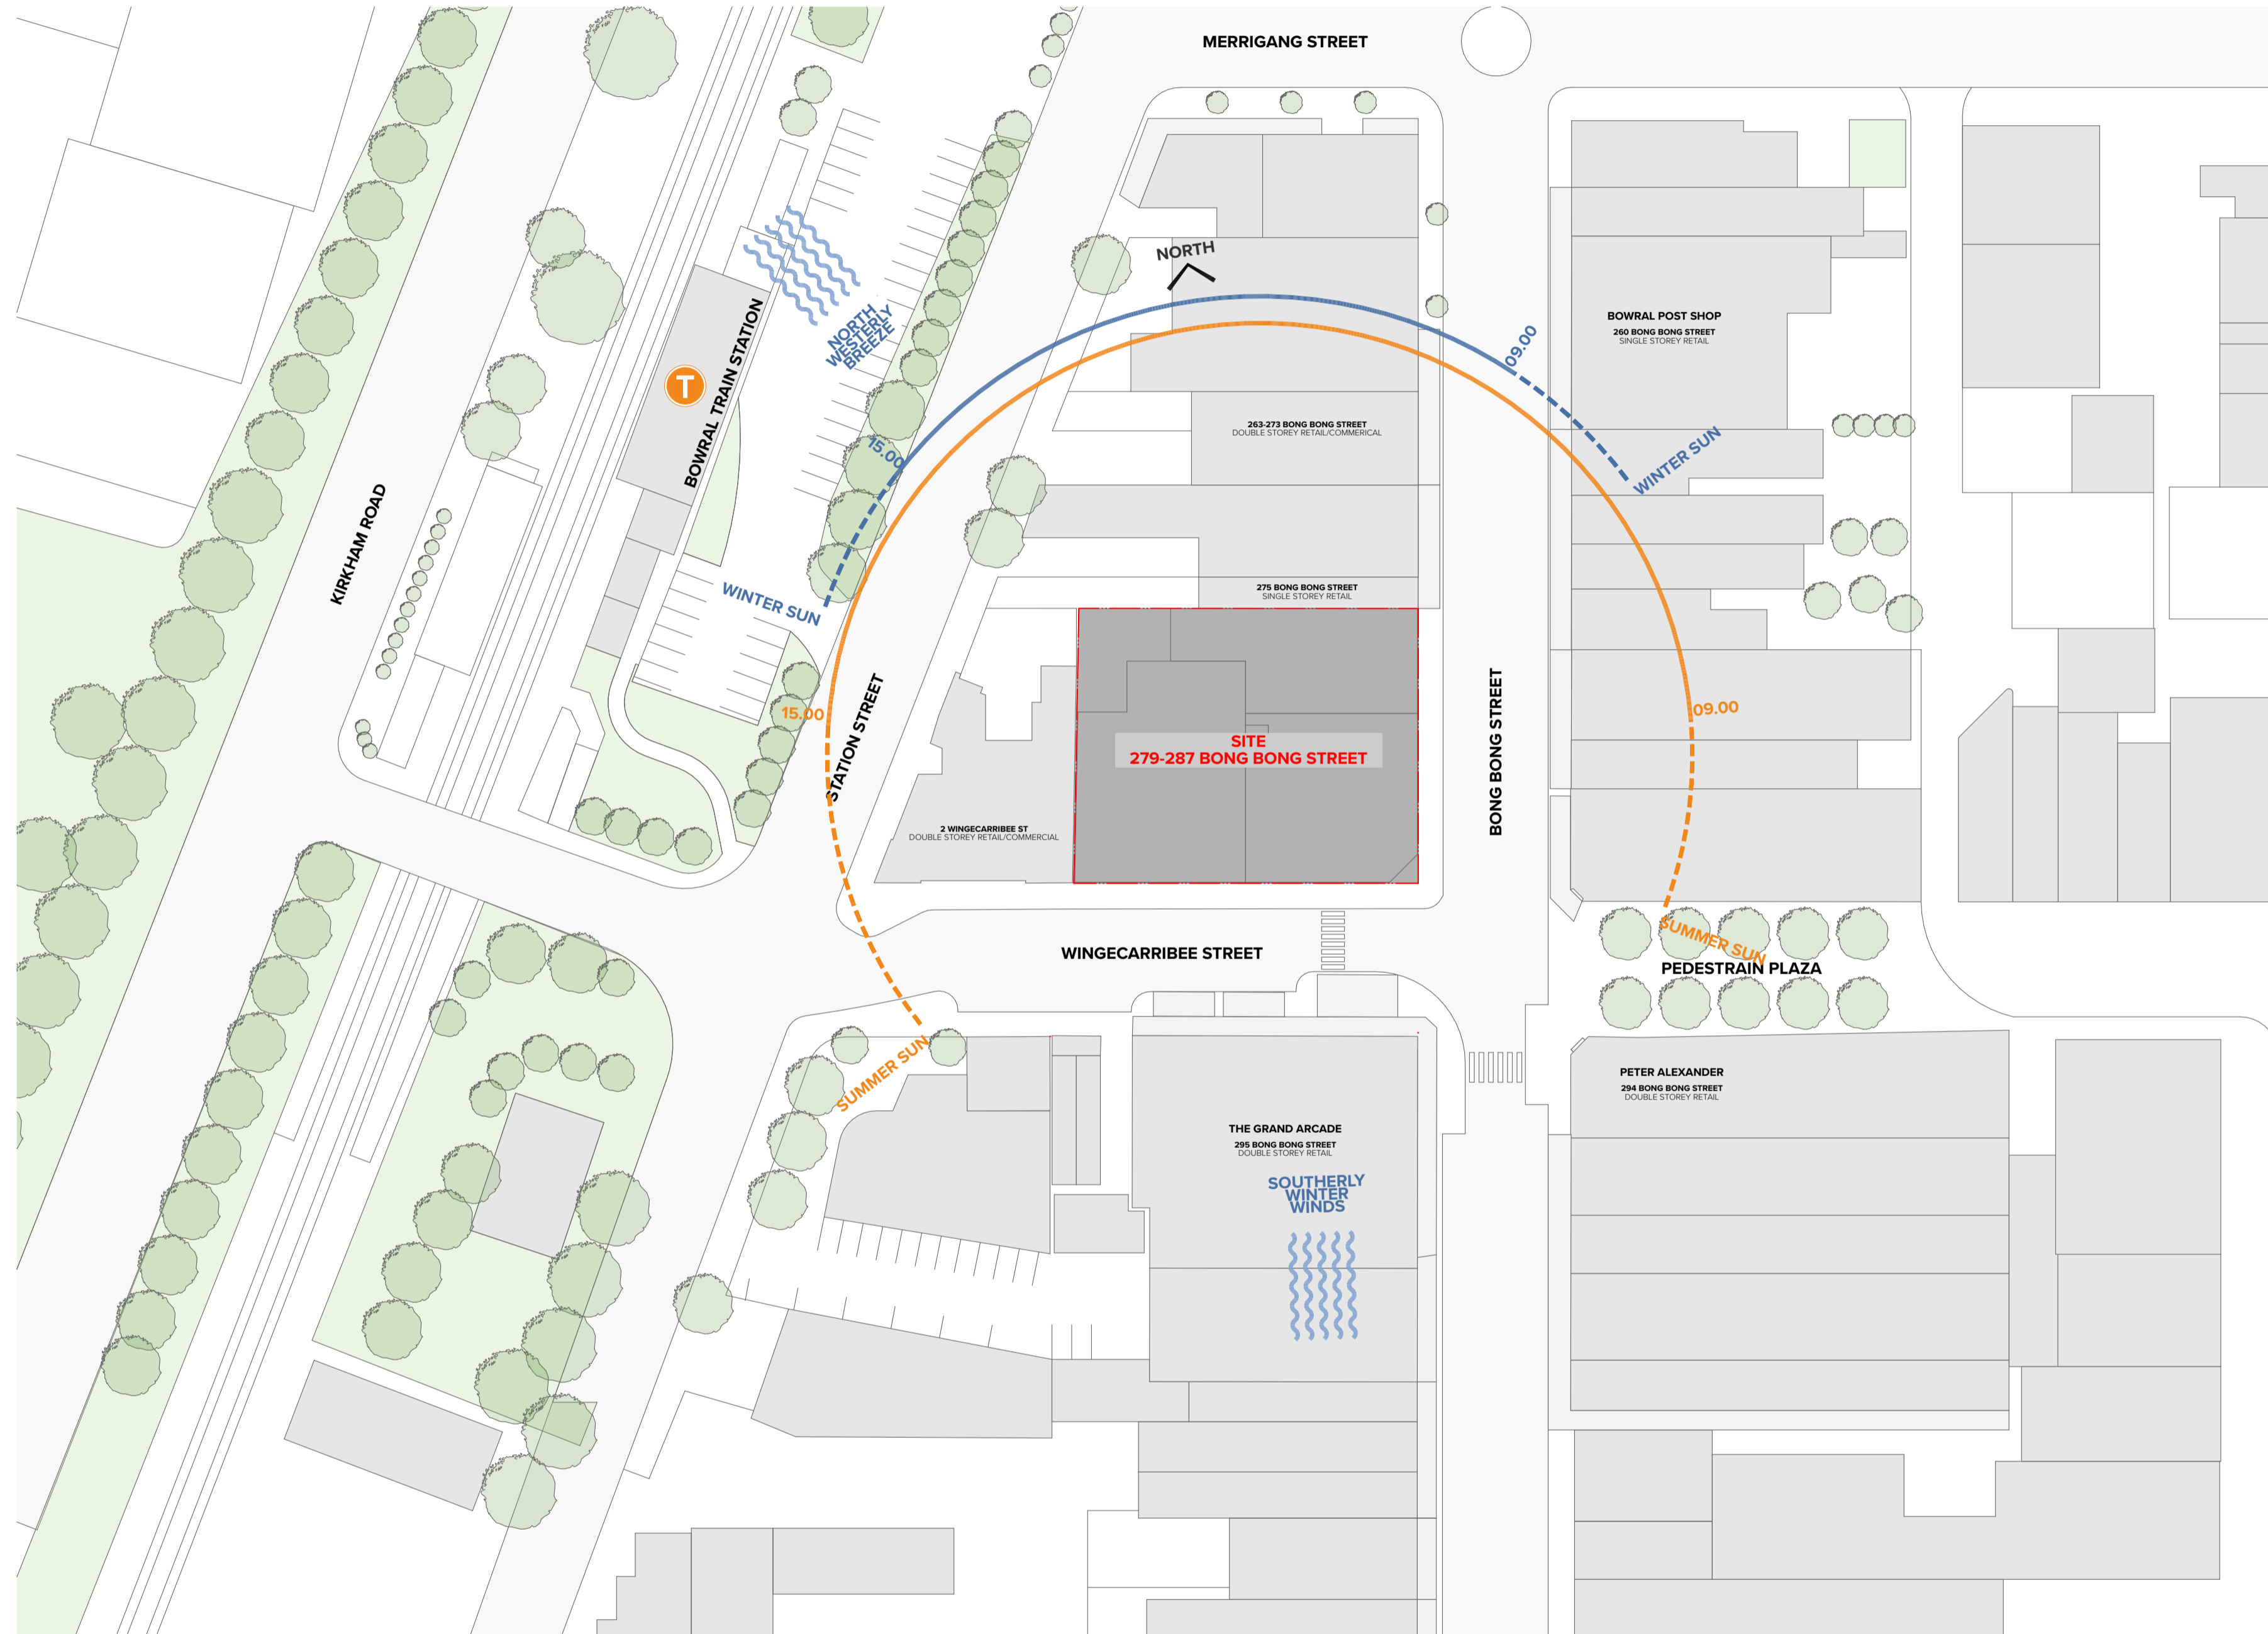 MERRIGANG STREET
NORTH
BOWRAL POST SHOP
260 BONG BONG STREET
SINGLE STOREY RETAIL
NORTH
WESTERLY
BREEZE
09.00
T
BOWRAL TRAIN STATION
263-273 BONG BONG STREET
DOUBLE STOREY RETAIL/COMMERICAL
15.00
WINTER SUN
KIRKHAM ROAD
WINTER SUN
275 BONG BONG STREET
SINGLE STOREY RETAIL
15.00
09.00
STATION STREET
SITE
279-287 BONG BONG STREET
BONG BONG STREET
2 WINGECARRIBEE ST
DOUBLE STOREY RETAIL/COMMERCIAL
WINGECARRIBEE STREET
SUMMER SUN
PEDESTRAIN PLAZA
SUMMER SUN
PETER ALEXANDER
294 BONG BONG STREET
DOUBLE STOREY RETAIL
THE GRAND ARCADE
295 BONG BONG STREET
DOUBLE STOREY RETAIL
SOUTHERLY
WINTER
WINDS